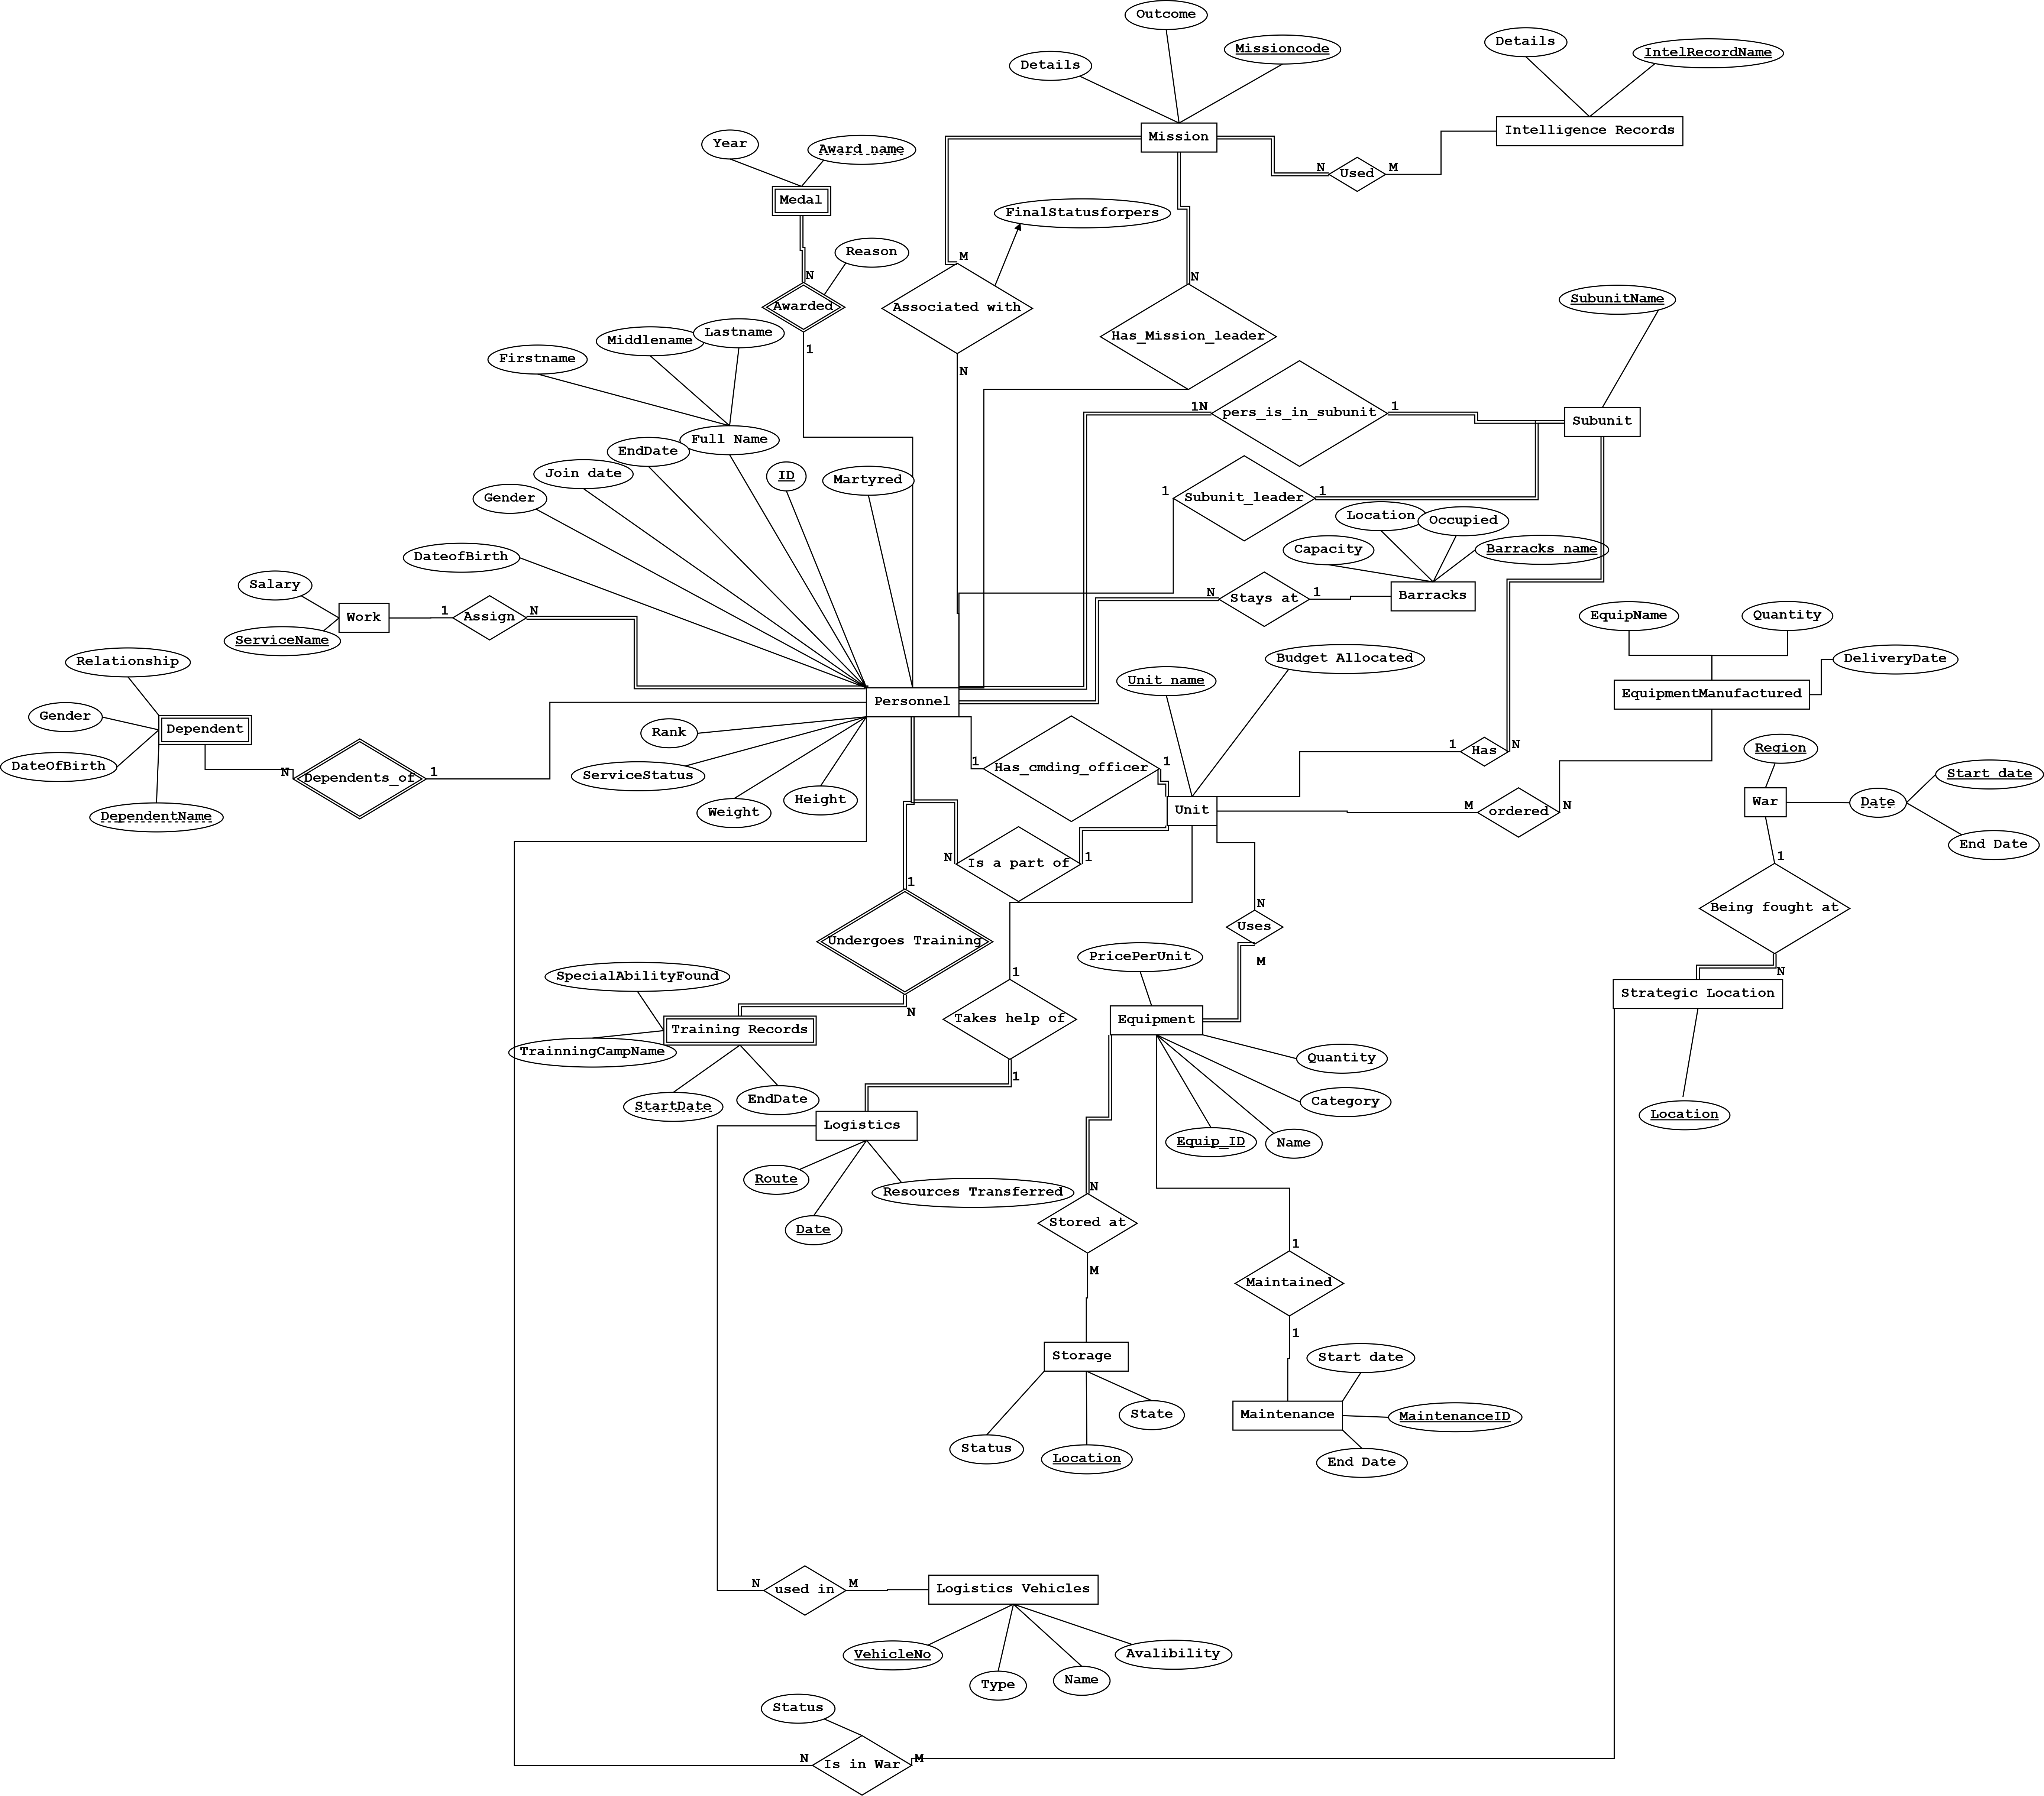 Outcome
Missioncode
Details
Details
IntelRecordName
Mission
Intelligence Records
Year
Award name
N
Used
M
Medal
FinalStatusforpers
Reason
M
N
N
Awarded
Associated with
SubunitName
Lastname
Middlename
Has_Mission_leader
1
Firstname
N
1N
pers_is_in_subunit
1
Subunit
Full Name
EndDate
Join date
ID
Martyred
Gender
1
Subunit_leader
1
Location
Occupied
Capacity
Barracks name
DateofBirth
Salary
Work
1
Assign
N
N
Stays at
1
Barracks
ServiceName
EquipName
Quantity
Relationship
Budget Allocated
DeliveryDate
Unit name
EquipmentManufactured
Personnel
Gender
Dependent
Rank
DateOfBirth
N
Dependents_of
1
ServiceStatus
1
Has_cmding_officer
1
1
Has
N
Region
Start date
Weight
Height
DependentName
Unit
M
ordered
N
War
Date
End Date
N
Is a part of
1
1
1
Being fought at
N
Uses
Undergoes Training
M
PricePerUnit
SpecialAbilityFound
1
N
Strategic Location
N
Takes help of
Equipment
Training Records
TrainningCampName
Quantity
1
StartDate
EndDate
Category
Location
Logistics
Equip_ID
Name
Route
Resources Transferred
N
Date
Stored at
1
M
Maintained
1
Storage
Start date
State
Maintenance
MaintenanceID
Status
Location
End Date
N
used in
M
Logistics Vehicles
VehicleNo
Avalibility
Type
Name
Status
N
Is in War
M